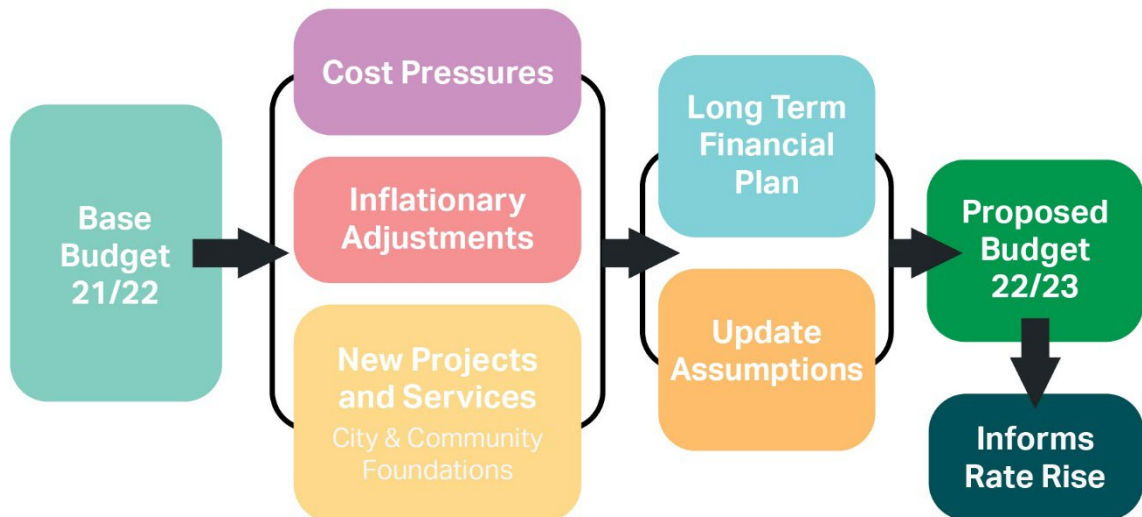 Base
Budget
21/22
Cost Pressures
Inflationary
Adjustments
New Projects
and Services
City & Community
Foundations
Long Term
Financial
Plan
Update
Assumptions
Proposed
Budget
22/23
Informs
Rate Rise